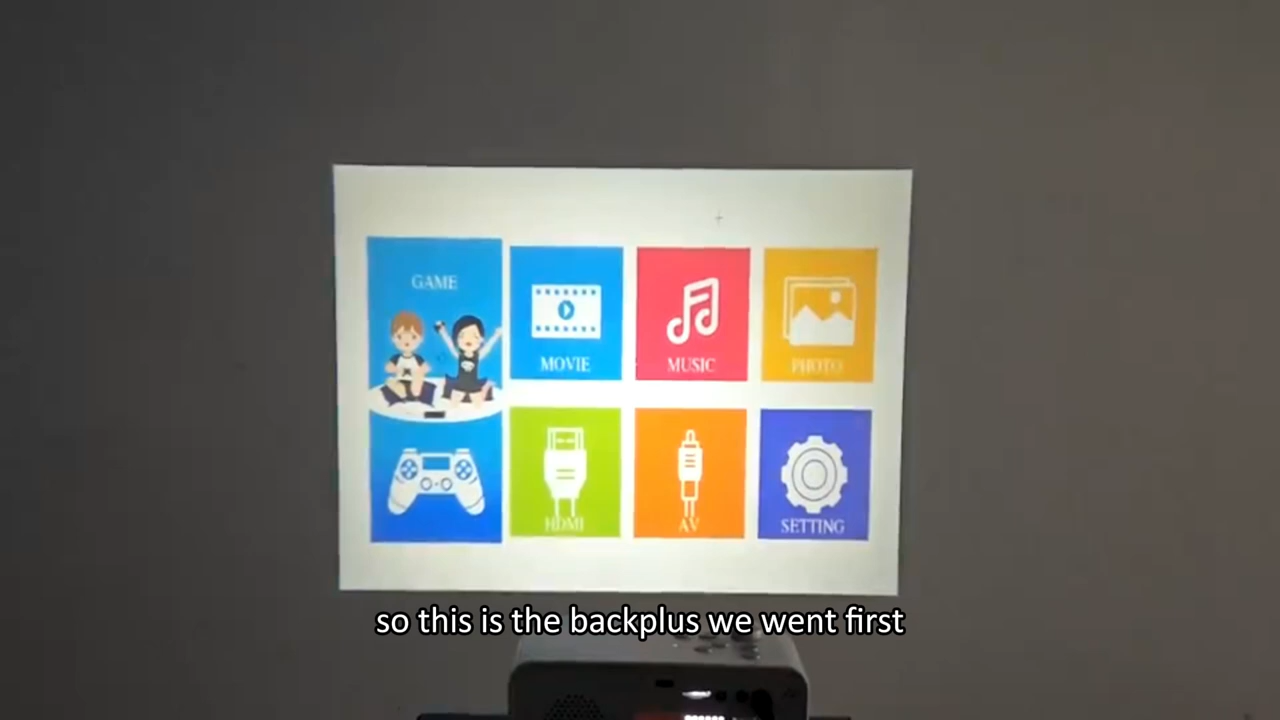 GAME
MOVIE
MUSIC
PHOTO
HDMI
AV
SETTING
so this is the backplus we went first